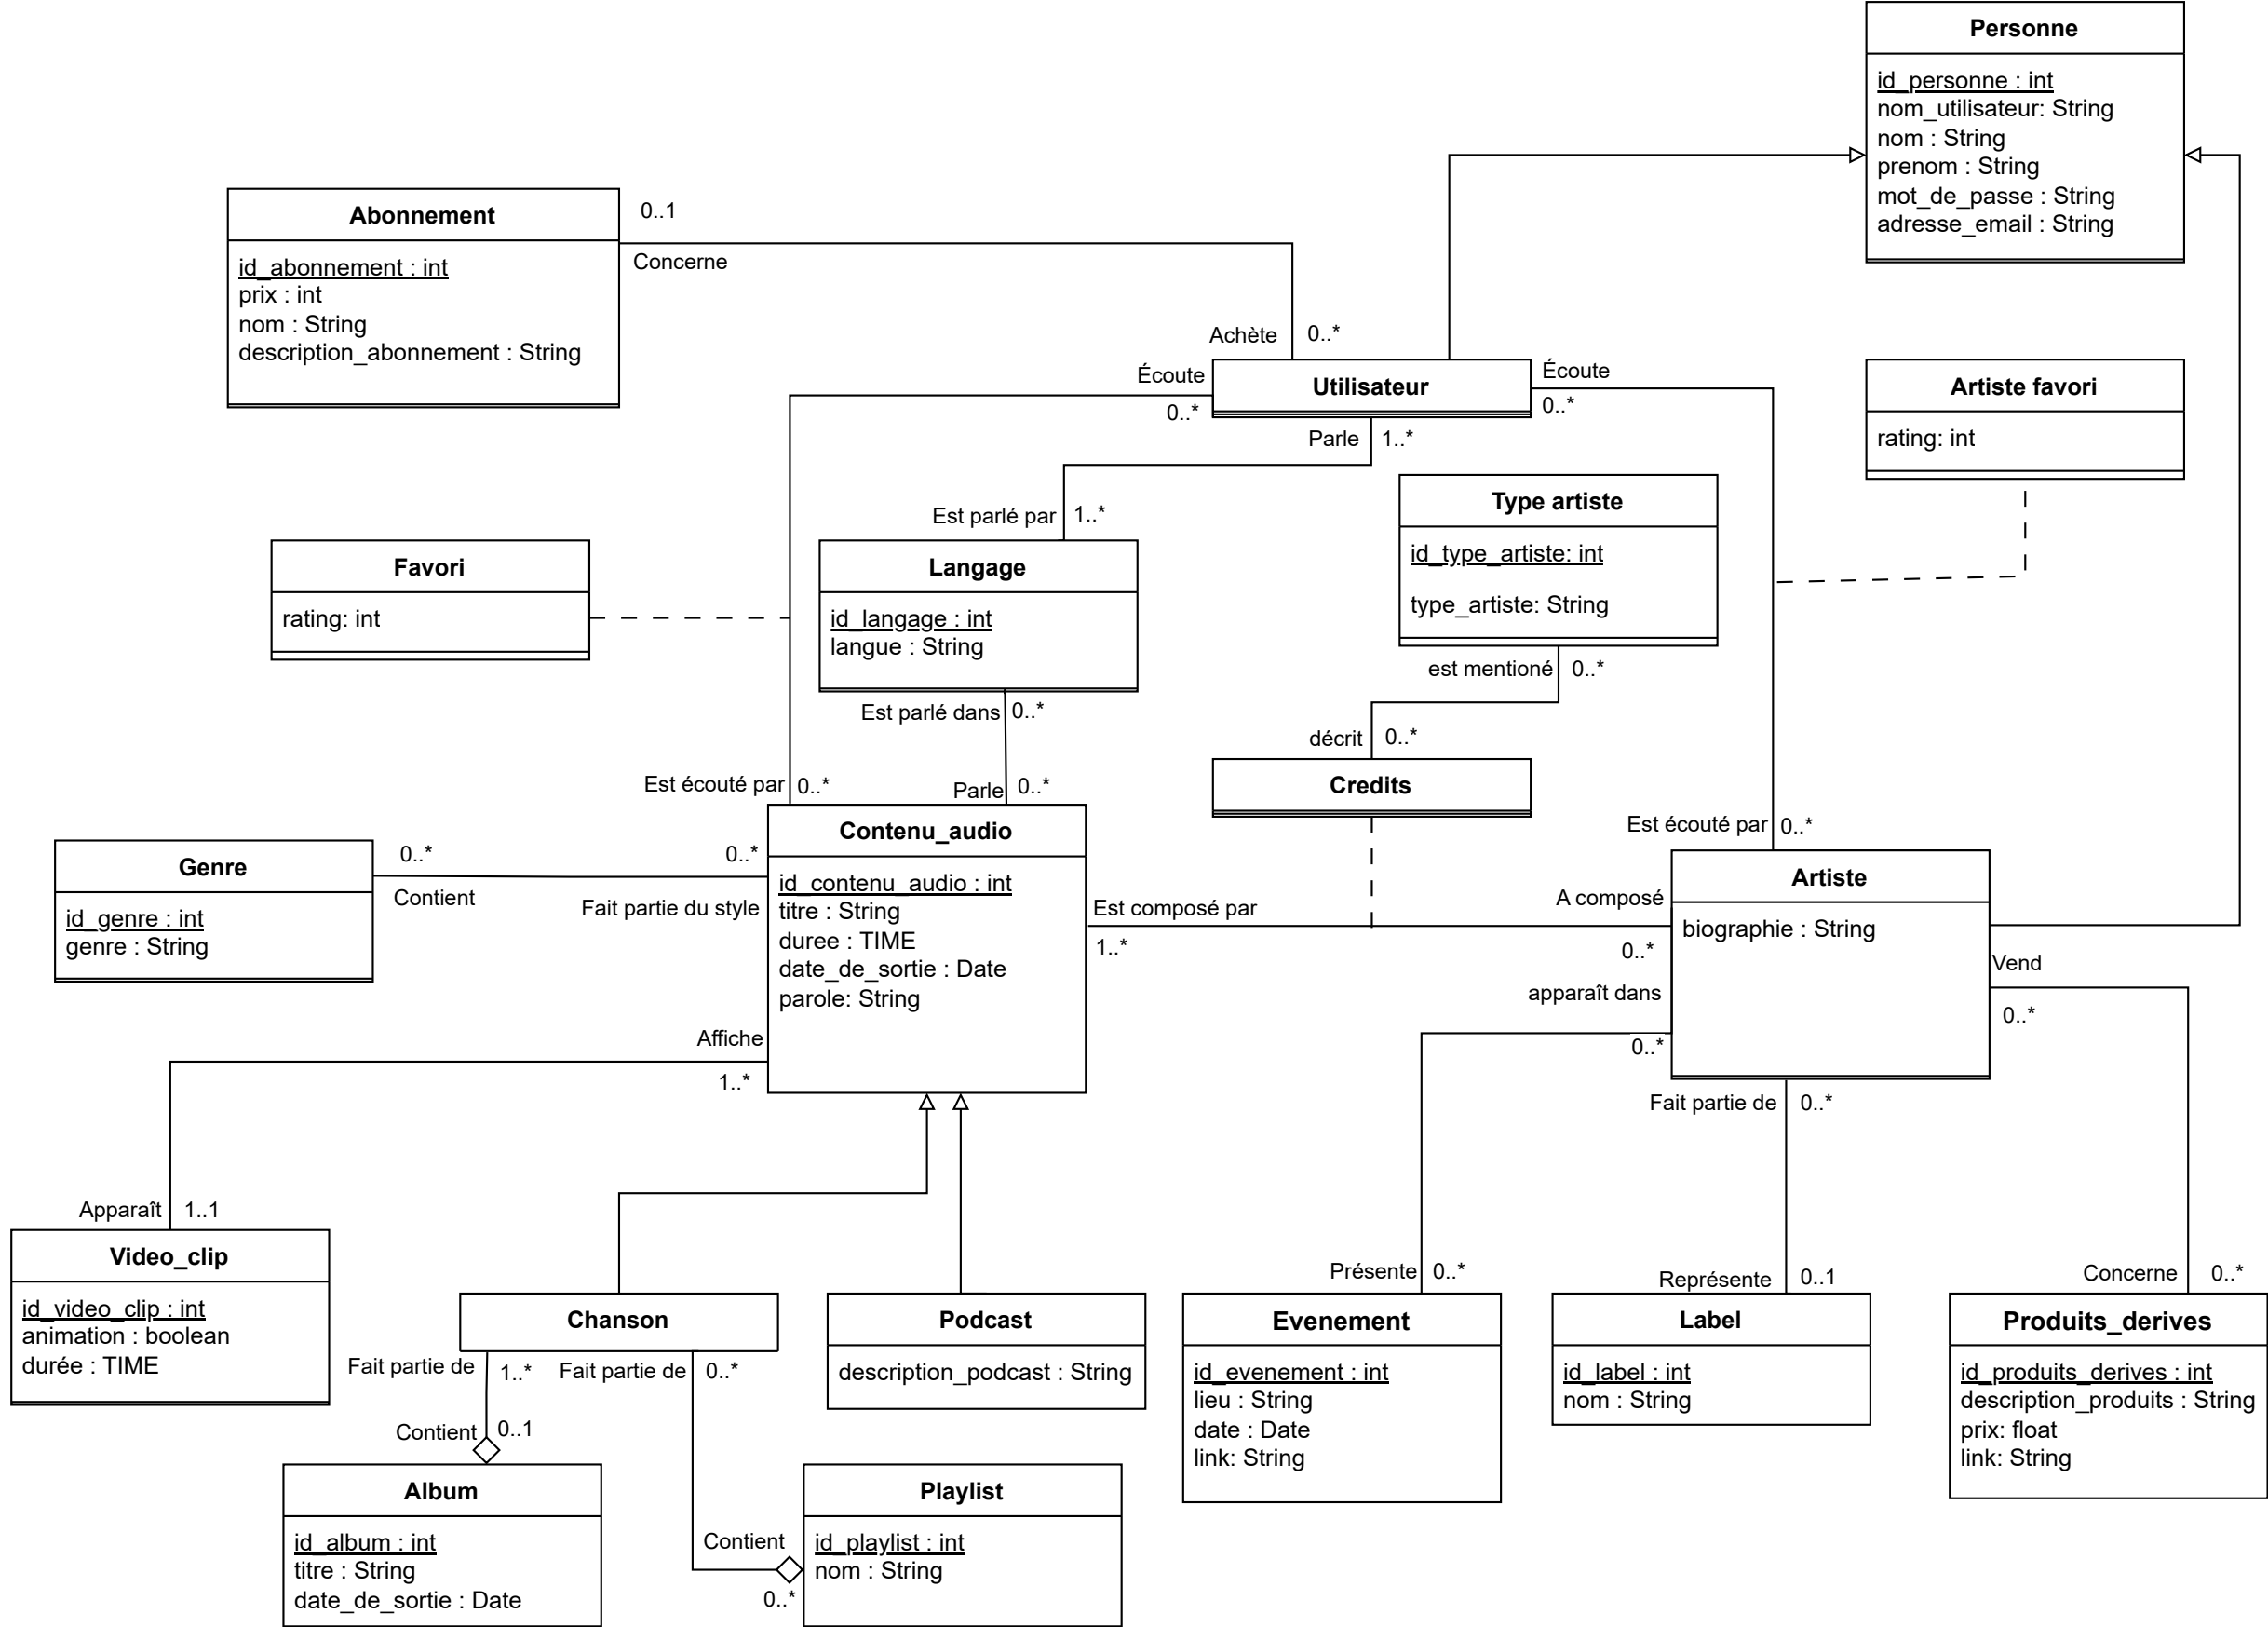 Personne
id_personne : int
nom_utilisateur: String
nom : String
prenom : String
mot_de_passe : String
adresse_email : String
Abonnement
id_abonnement : int
prix : int
nom : String
description_abonnement : String
0..1
Concerne
Achète
0..*
Utilisateur
Écoute
0..*
Écoute
0..*
Parle
1..*
Artiste favori
rating: int
Type artiste
id_type_artiste: int
type_artiste: String
est mentioné
0..*
Est parlé par
1..*
Favori
rating: int
Langage
id_langage : int
langue : String
Est parlé dans
0..*
décrit
0..*
Credits
Est écouté par
0..*
Parle
0..*
Est écouté par
0..*
Contenu_audio
id_contenu_audio : int
titre : String
duree : TIME
date_de_sortie : Date
parole: String
Genre
id_genre : int
genre : String
0..*
Contient
0..*
Fait partie du style
Est composé par
1..*
A composé
0..*
Artiste
biographie : String
apparaît dans
0..*
Vend
0..*
Affiche
1..*
Fait partie de
0..*
Apparaît
1..1
Video_clip
id_video_clip : int
animation : boolean
durée : TIME
Chanson
Fait partie de
1..*
Fait partie de
0..*
Podcast
description_podcast : String
Présente
0..*
Evenement
id_evenement : int
lieu : String
date : Date
link: String
Représente
0..1
Label
id_label : int
nom : String
Concerne
0..*
Produits_derives
id_produits_derives : int
description_produits : String
prix: float
link: String
Contient
0..1
Album
id_album : int
titre : String
date_de_sortie : Date
Contient
0..*
Playlist
id_playlist : int
nom : String